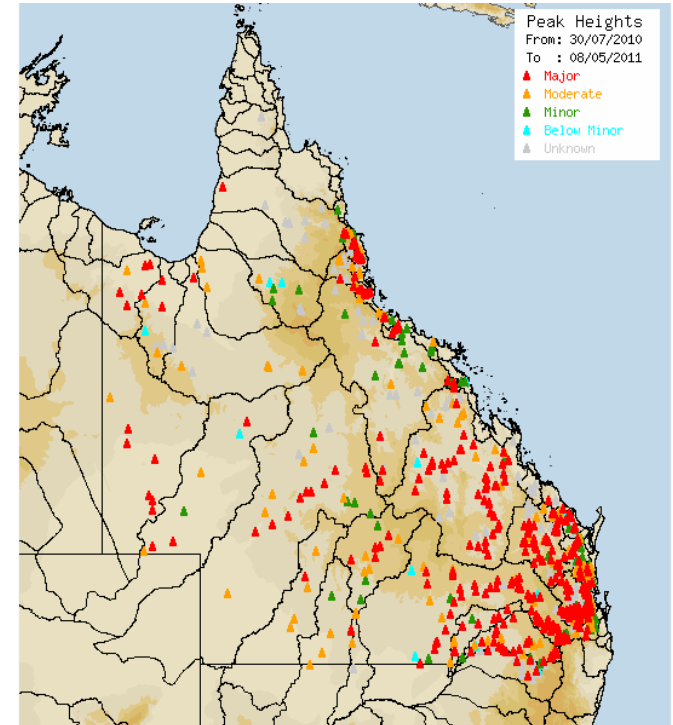 Peak Heights
From: 30/07/2010
To : 08/05/2011
Major
Moderate
Minor
Below Minor
Unknown